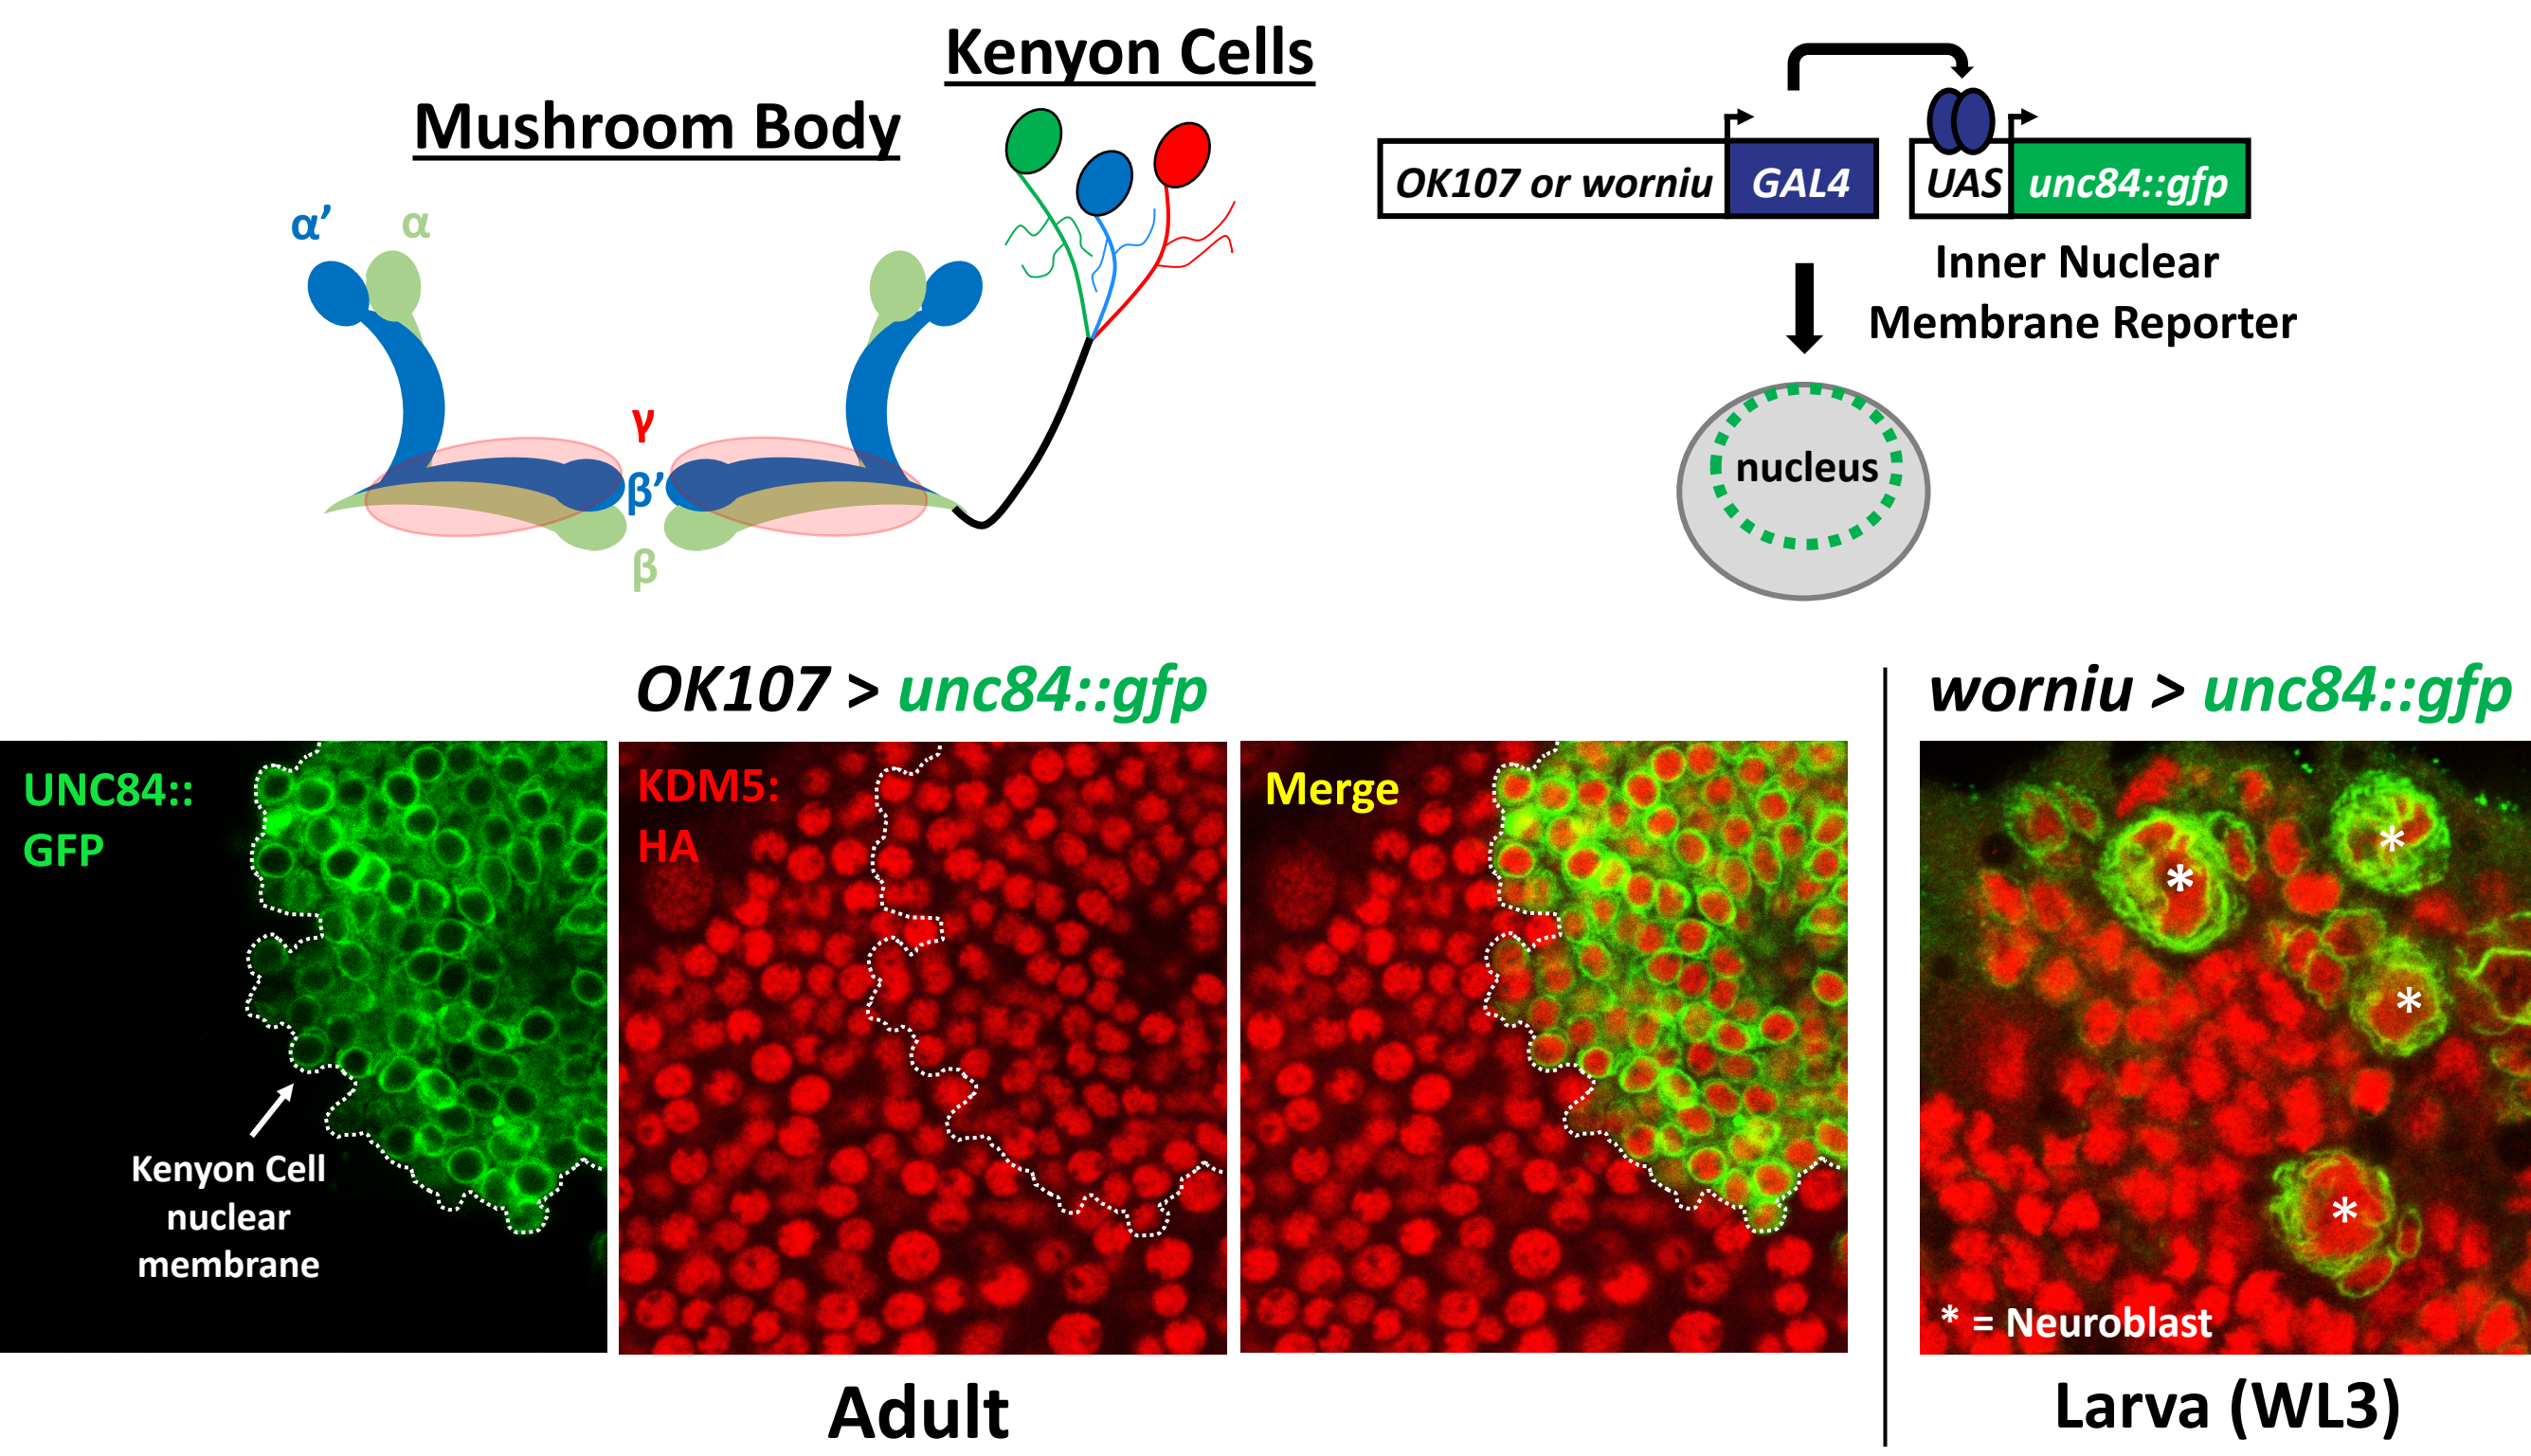 Kenyon Cells
Mushroom Body
α’
α
γ
β’
β
OK107 or worniu
GAL4
UAS
unc84::gfp
Inner Nuclear
Membrane Reporter
nucleus
OK107 > unc84::gfp
worniu > unc84::gfp
UNC84::
GFP
Kenyon Cell
nuclear
membrane
KDM5:
HA
Merge
*
*
*
*
* = Neuroblast
Adult
Larva (WL3)